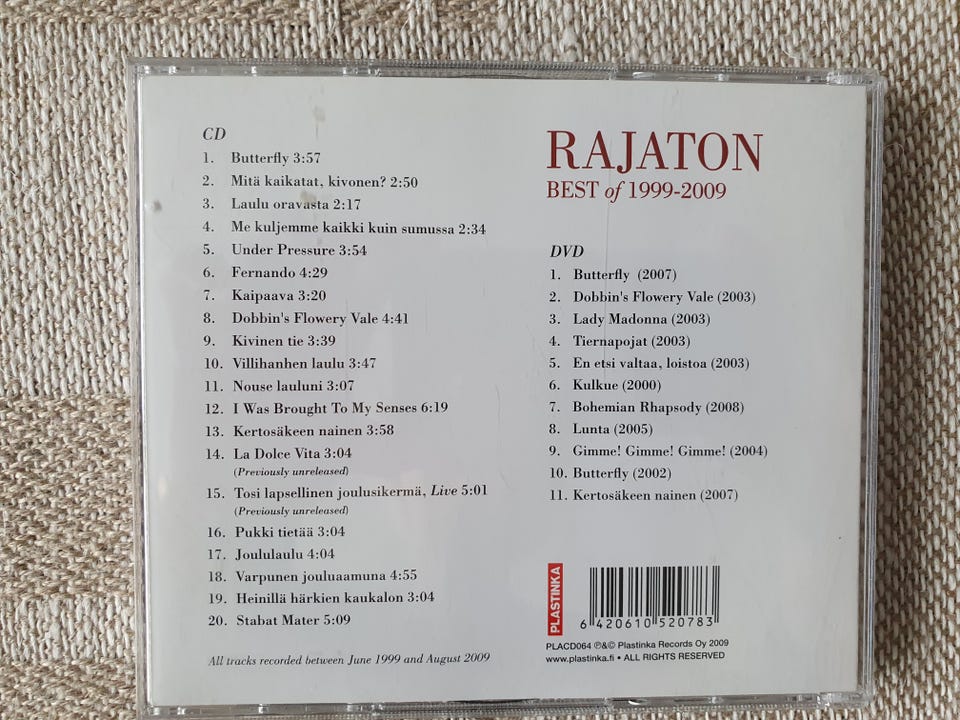 CD
1. Butterfly 3:57
2. Mitä kaikatat, kivonen? 2:50
3. Laulu oravasta 2:17
4. Me kuljemme kaikki kuin sumussa 2:34
5. Under Pressure 3:54
6. Fernando 4:29
7. Kaipaava 3:20
8. Dobbin's Flowery Vale 4:41
9. Kivinen tie 3:39
10. Villihanhen laulu 3:47
11. Nouse lauluni 3:07
12. I Was Brought To My Senses 6:19
13. Kertosäkeen nainen 3:58
14. La Dolce Vita 3:04
(Previously unreleased)
15. Tosi lapsellinen joulusikermä, Live 5:01
(Previously unreleased)
16. Pukki tietää 3:04
17. Joululaulu 4:04
18. Varpunen jouluaamuna 4:55
19. Heinillä härkien kaukalon 3:04
20. Stabat Mater 5:09
All tracks recorded between June 1999 and August 2009
RAJATON
BEST of 1999-2009
DVD
1. Butterfly (2007)
2. Dobbin's Flowery Vale (2003)
3. Lady Madonna (2003)
4. Tiernapojat (2003)
5. En etsi valtaa, loistoa (2003)
6. Kulkue (2000)
7. Bohemian Rhapsody (2008)
8. Lunta (2005)
9. Gimme! Gimme! Gimme! (2004)
10. Butterfly (2002)
11. Kertosäkeen nainen (2007)
PLASTINKA
6 420610 520783
PLACD064 ℗&© Plastinka Records Oy 2009
www.plastinka.fi • ALL RIGHTS RESERVED